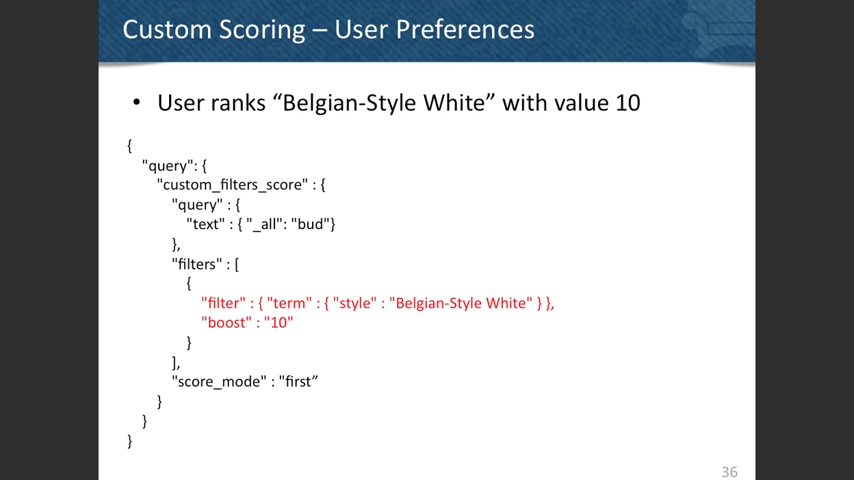 Custom Scoring – User Preferences
• User ranks “Belgian-Style White” with value 10
{
"query": {
"custom_filters_score" : {
"query" : {
"text" : { "_all": "bud"}
},
"filters" : [
{
"filter" : { "term" : { "style" : "Belgian-Style White" } },
"boost" : "10"
}
],
"score_mode" : "first”
}
}
}
36